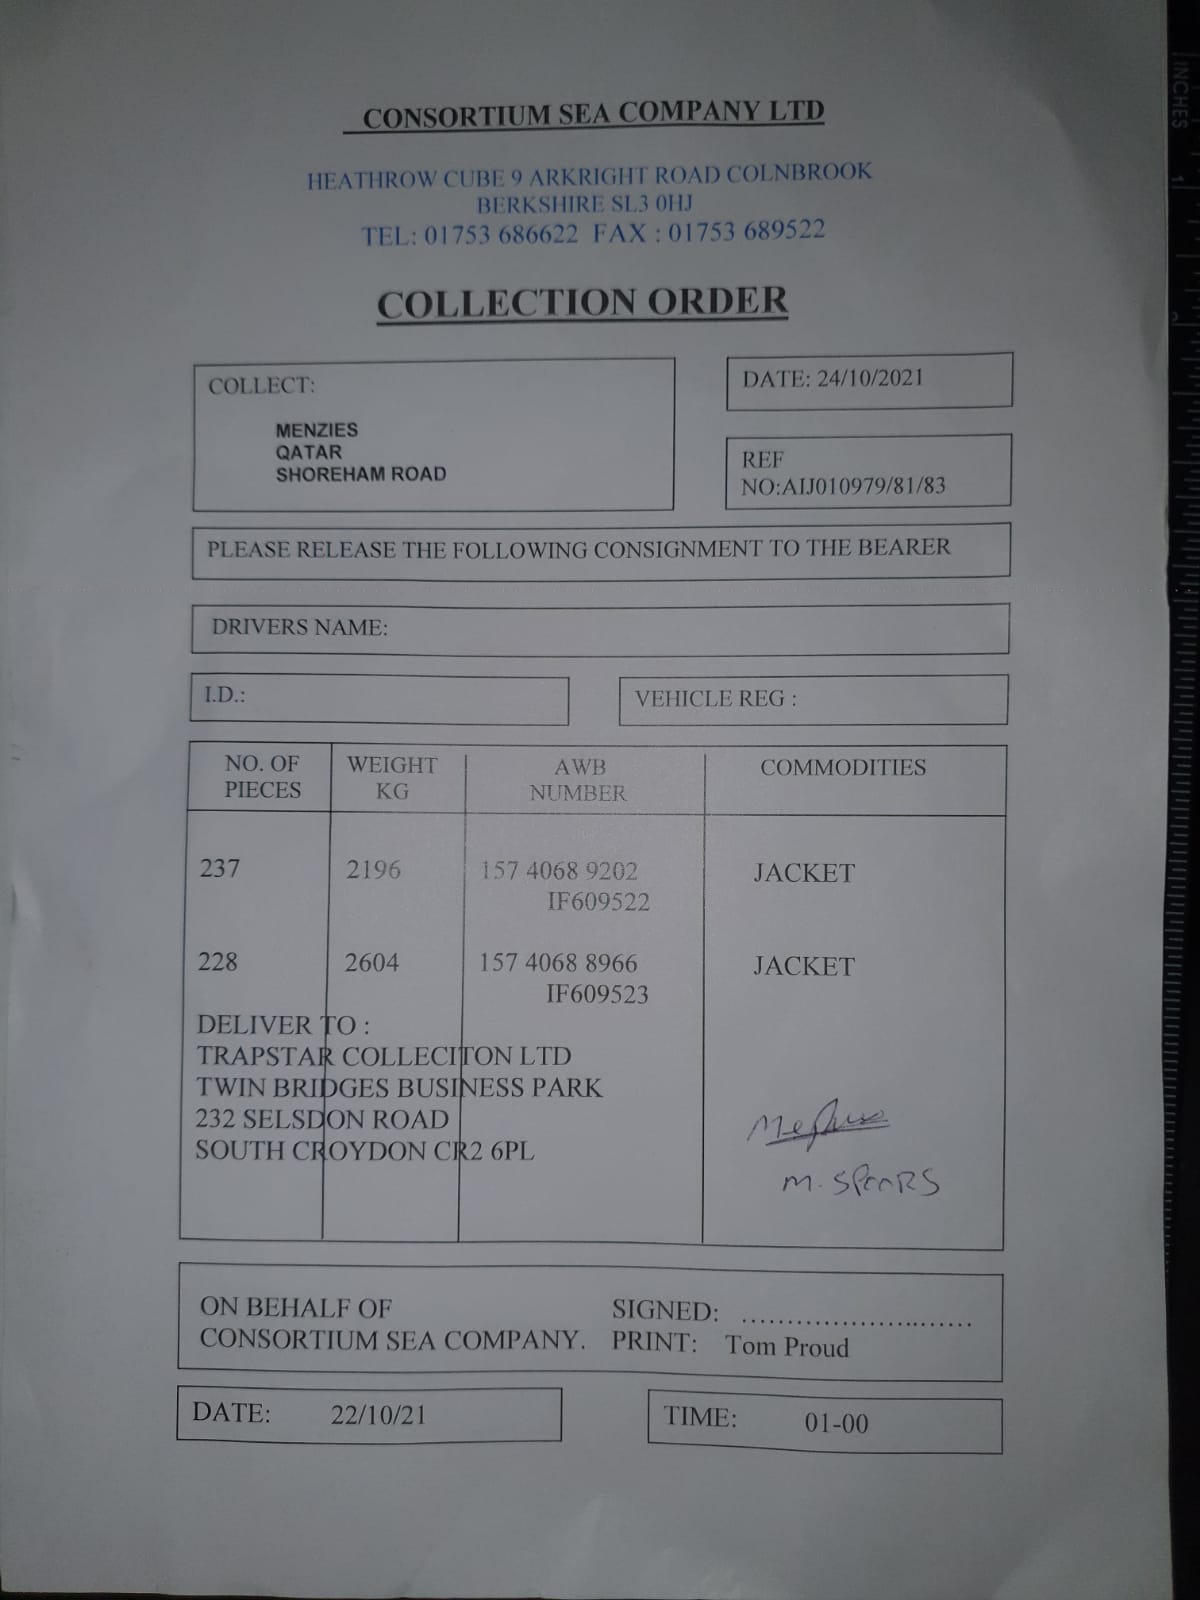 CONSORTIUM SEA COMPANY LTD
HEATHROW CUBE 9 ARKRIGHT ROAD COLNBROOK
BERKSHIRE SL3 0HJ
TEL: 01753 686622 FAX : 01753 689522
COLLECTION ORDER
COLLECT:
MENZIES
QATAR
SHOREHAM ROAD
DATE: 24/10/2021
REF
NO:AIJ010979/81/83
PLEASE RELEASE THE FOLLOWING CONSIGNMENT TO THE BEARER
DRIVERS NAME:
I.D.:
VEHICLE REG :
NO. OF PIECES
WEIGHT KG
AWB NUMBER
COMMODITIES
237 2196 157 4068 9202 JACKET
IF609522
228 2604 157 4068 8966 JACKET
IF609523
DELIVER TO :
TRAPSTAR COLLECITON LTD
TWIN BRIDGES BUSINESS PARK
232 SELSDON ROAD
SOUTH CROYDON CR2 6PL
M. SPEARS
ON BEHALF OF
CONSORTIUM SEA COMPANY.
SIGNED: ..........................
PRINT: Tom Proud
DATE: 22/10/21
TIME: 01-00
INCHES
1